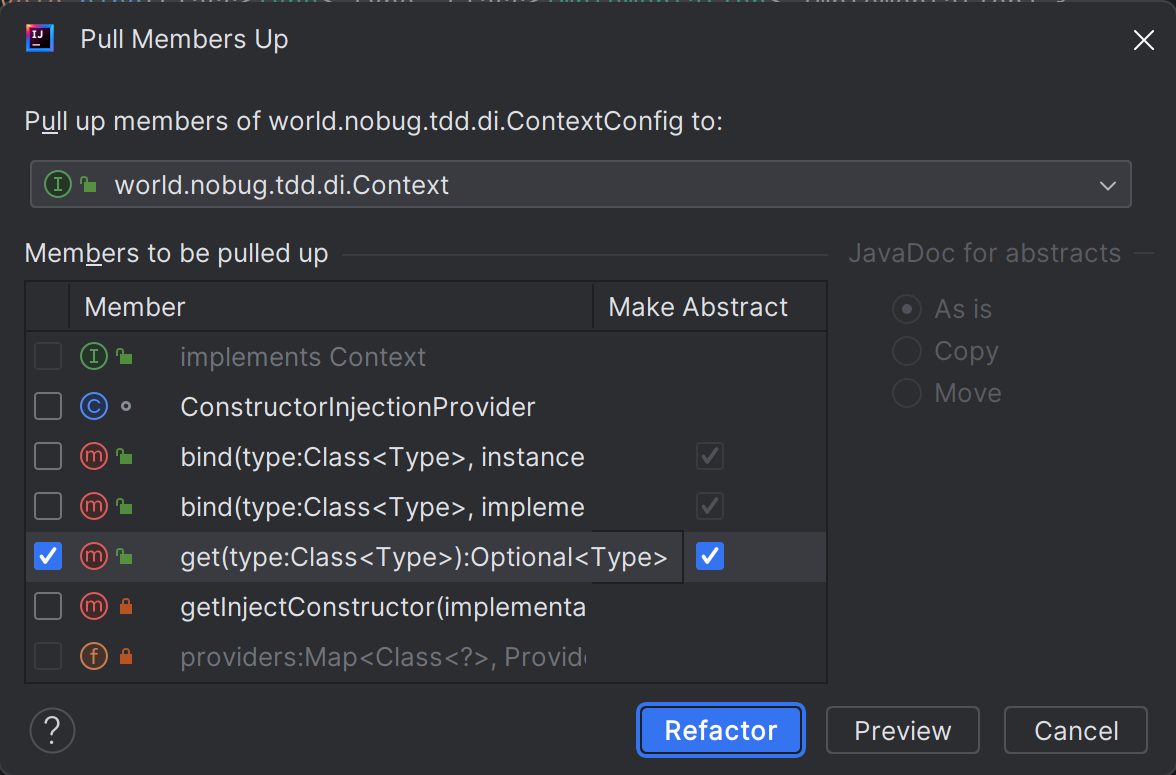 IJ
Pull Members Up
Pull up members of world.nobug.tdd.di.ContextConfig to:
I world.nobug.tdd.di.Context
Members to be pulled up
JavaDoc for abstracts
Member Make Abstract
I implements Context
C ConstructorInjectionProvider
m bind(type:Class<Type>, instance
m bind(type:Class<Type>, impleme
m get(type:Class<Type>):Optional<Type>
m getInjectConstructor(implementa
f providers:Map<Class<?>, Provide
As is
Copy
Move
? Refactor Preview Cancel